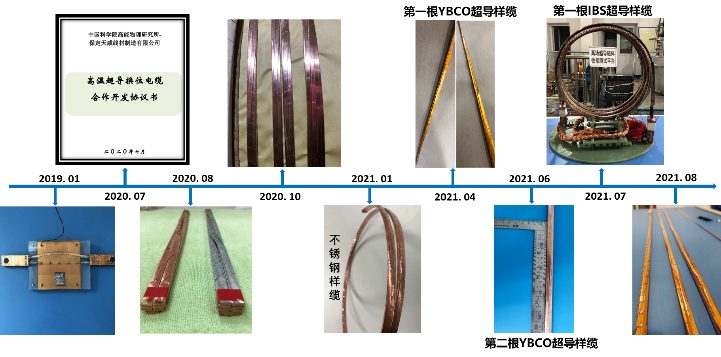 第一根YBCO超导样缆
第一根IBS超导样缆
中国科学院高能物理研究所-
保定天威线材制造有限公司
高温超导换位电缆
合作开发协议书
二〇二〇年七月
2019. 01
2020. 07
2020. 08
2020. 10
2021. 01
2021. 04
2021. 06
2021. 07
2021. 08
不锈钢样缆
第二根YBCO超导样缆